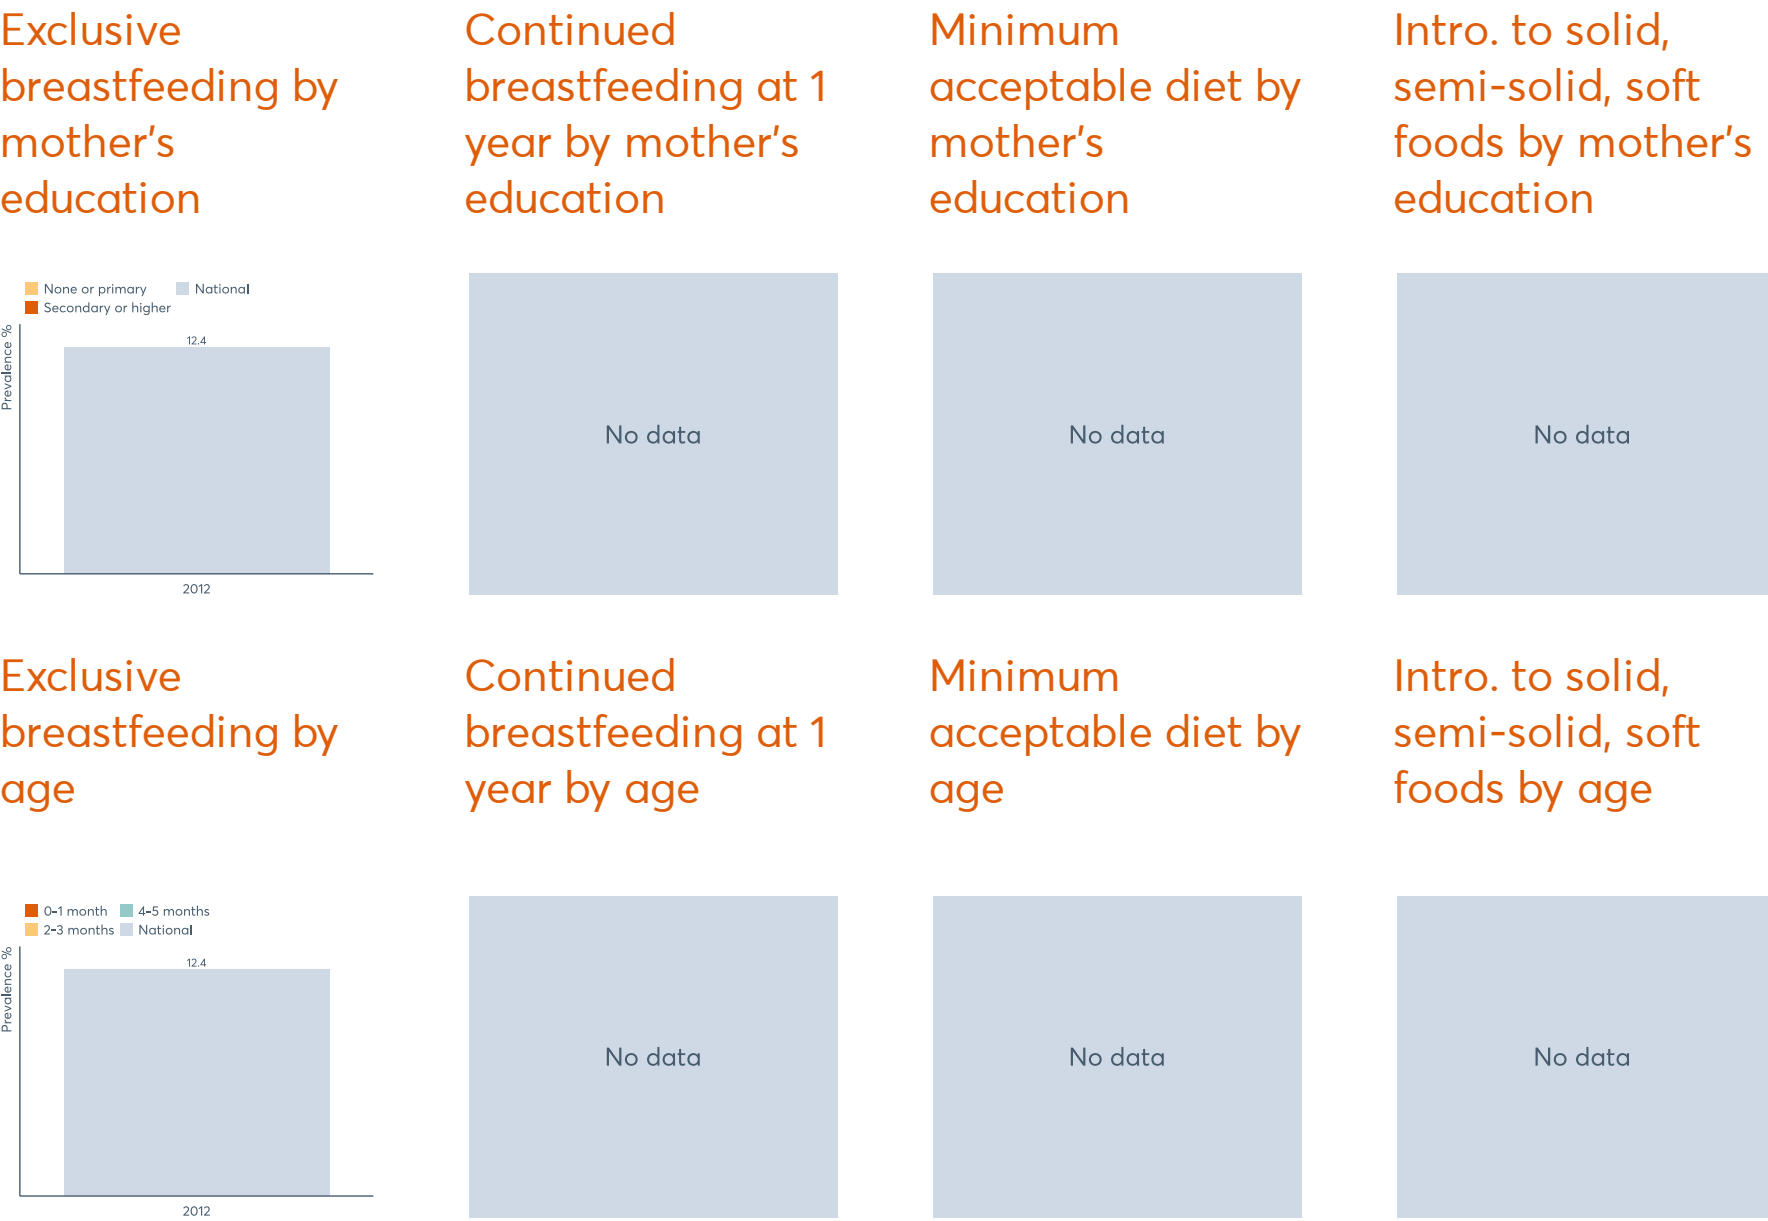 Exclusive
breastfeeding by
mother's
education
Continued
breastfeeding at 1
year by mother's
education
Minimum
acceptable diet by
mother's
education
Intro. to solid,
semi-solid, soft
foods by mother's
education
None or primary
National
Secondary or higher
Prevalence %
12.4
2012
No data
No data
No data
Exclusive
breastfeeding by
age
Continued
breastfeeding at 1
year by age
Minimum
acceptable diet by
age
Intro. to solid,
semi-solid, soft
foods by age
0-1 month
4-5 months
2-3 months
National
Prevalence %
12.4
2012
No data
No data
No data